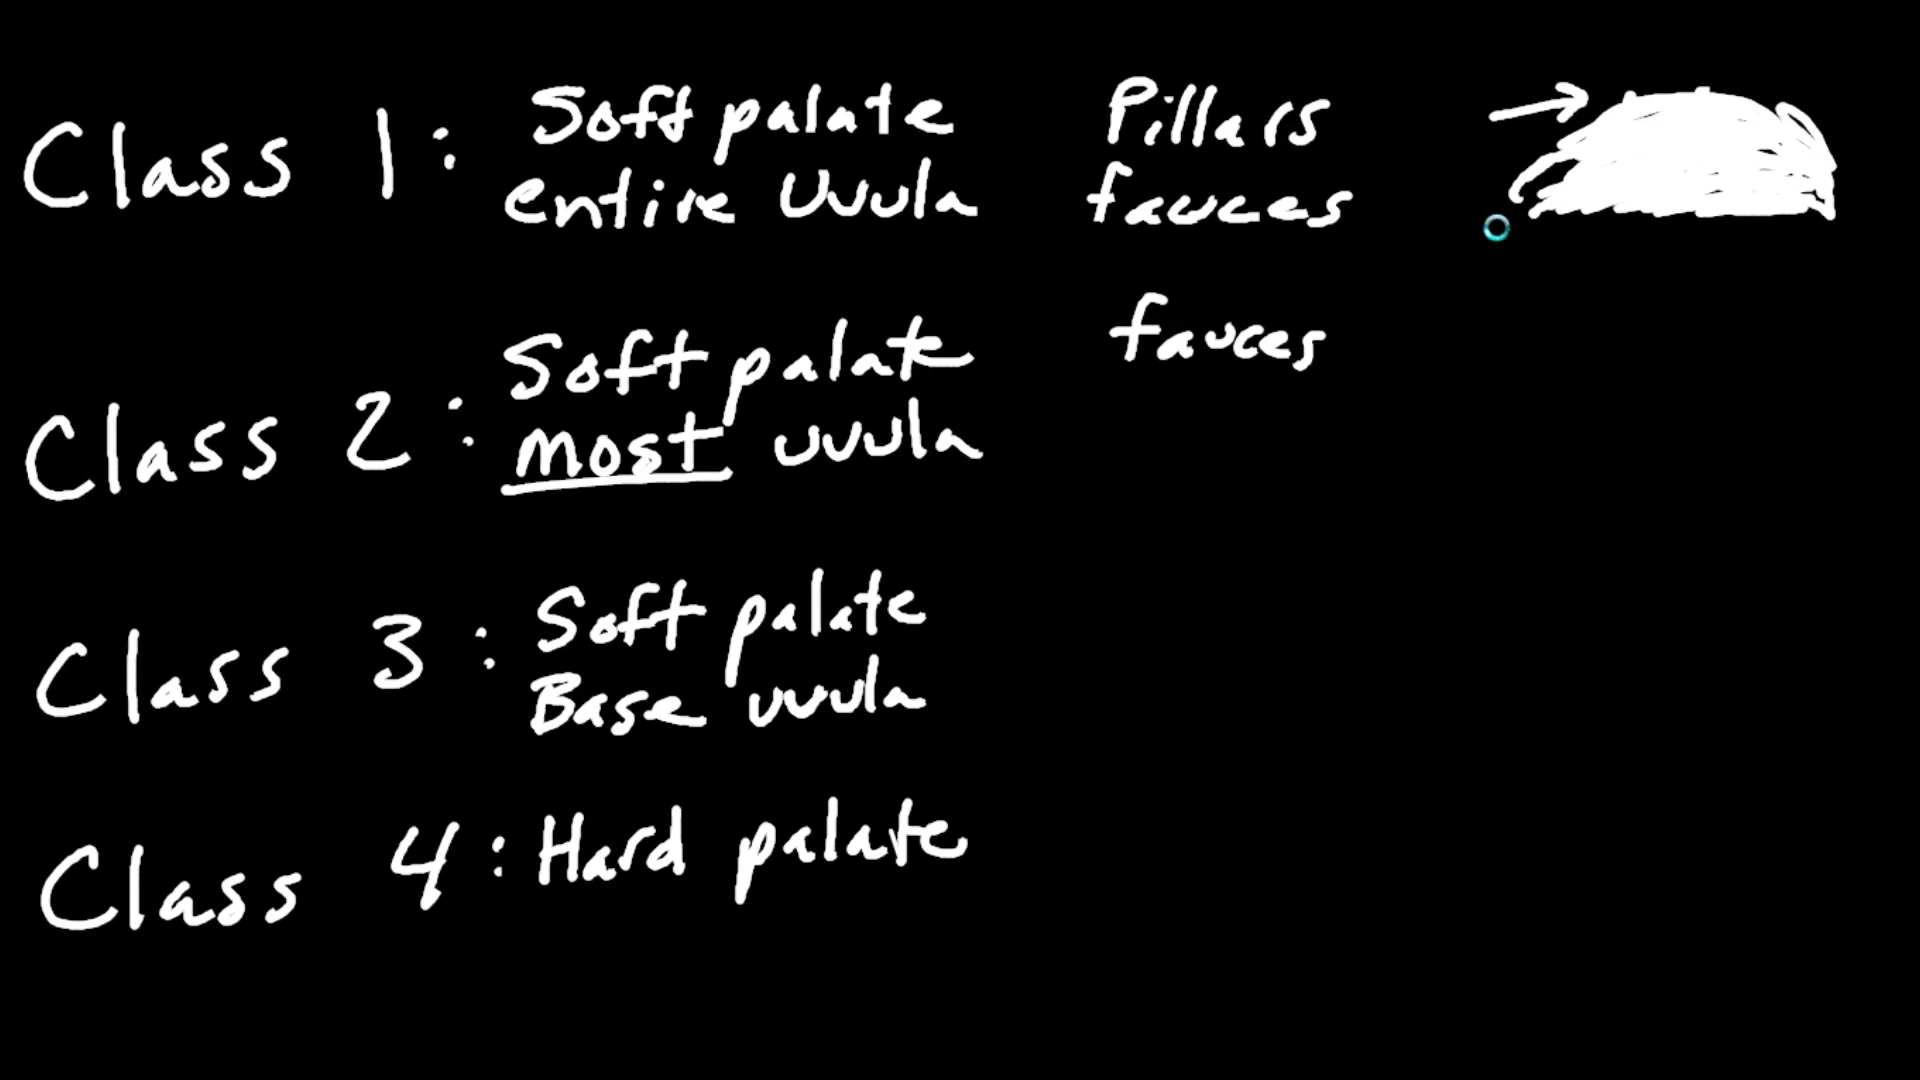 Class 1: Soft palate
entire Uvula
Pillars
fauces
Class 2: Soft palate
most uvula
fauces
Class 3: Soft palate
Base uvula
Class 4: Hard palate